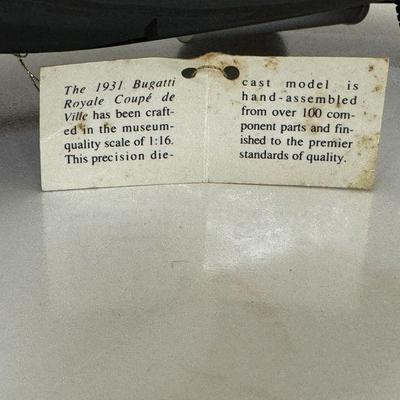 The 1931 Bugatti
Royale Coupé de
Ville has been craft-
ed in the museum-
quality scale of 1:16.
This precision die-
cast model is
hand-assembled
from over 100 com-
ponent parts and fin-
ished to the premier
standards of quality.